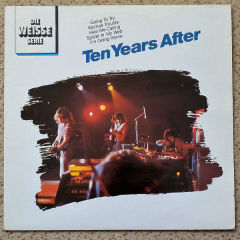 DIE
WEISSE
SERIE
Going To Try
Woman Trouble
Hear Me Calling
Spider In My Web
I'm Going Home
Ten Years After